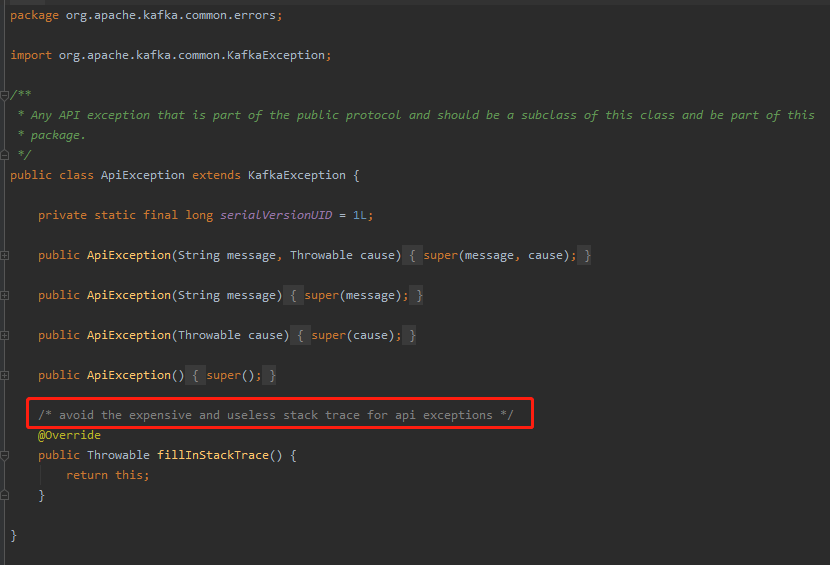 package org.apache.kafka.common.errors;
import org.apache.kafka.common.KafkaException;
/**
 * Any API exception that is part of the public protocol and should be a subclass of this class and be part of this
 * package.
 */
public class ApiException extends KafkaException {
    private static final long serialVersionUID = 1L;
    public ApiException(String message, Throwable cause) { super(message, cause); }
    public ApiException(String message) { super(message); }
    public ApiException(Throwable cause) { super(cause); }
    public ApiException() { super(); }
    /* avoid the expensive and useless stack trace for api exceptions */
    @Override
    public Throwable fillInStackTrace() {
        return this;
    }
}